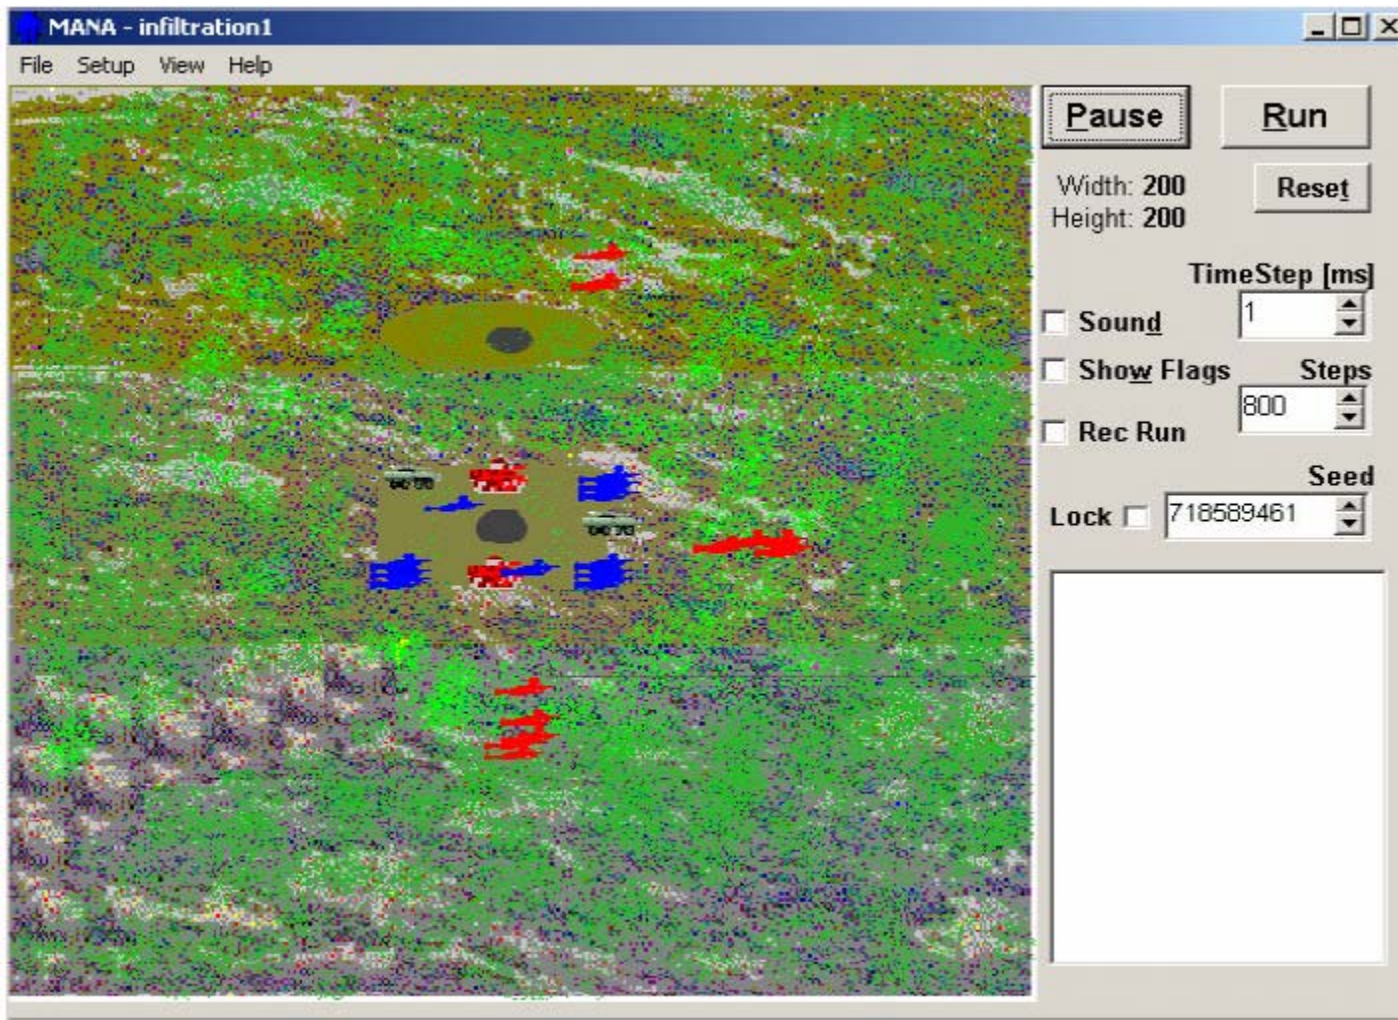 MANA - infiltration1
File Setup View Help
Pause Run
Width: 200
Height: 200
Reset
TimeStep [ms]
Sound 1
Show Flags Steps
800
Rec Run
Seed
Lock 718589461